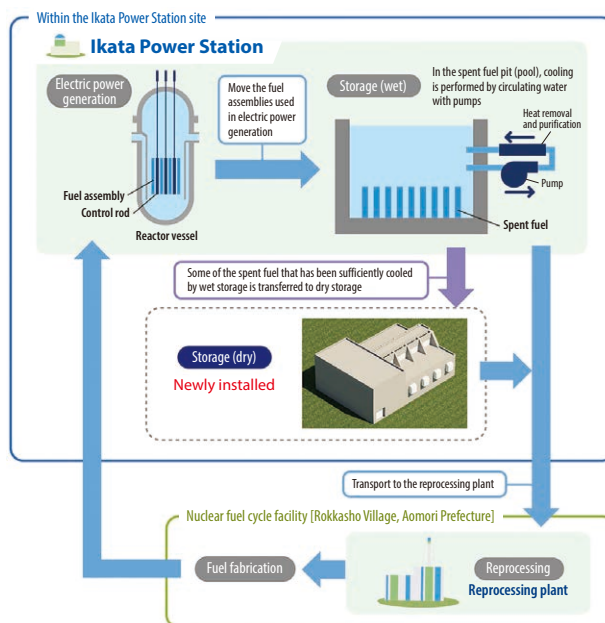 Within the Ikata Power Station site
Ikata Power Station
Electric power
generation
Move the fuel
assemblies used
in electric power
generation
Storage (wet)
In the spent fuel pit (pool), cooling
is performed by circulating water
with pumps
Heat removal
and purification
Pump
Fuel assembly
Control rod
Reactor vessel
Spent fuel
Some of the spent fuel that has been sufficiently cooled
by wet storage is transferred to dry storage
Storage (dry)
Newly installed
Transport to the reprocessing plant
Nuclear fuel cycle facility [Rokkasho Village, Aomori Prefecture]
Fuel fabrication
Reprocessing
Reprocessing plant